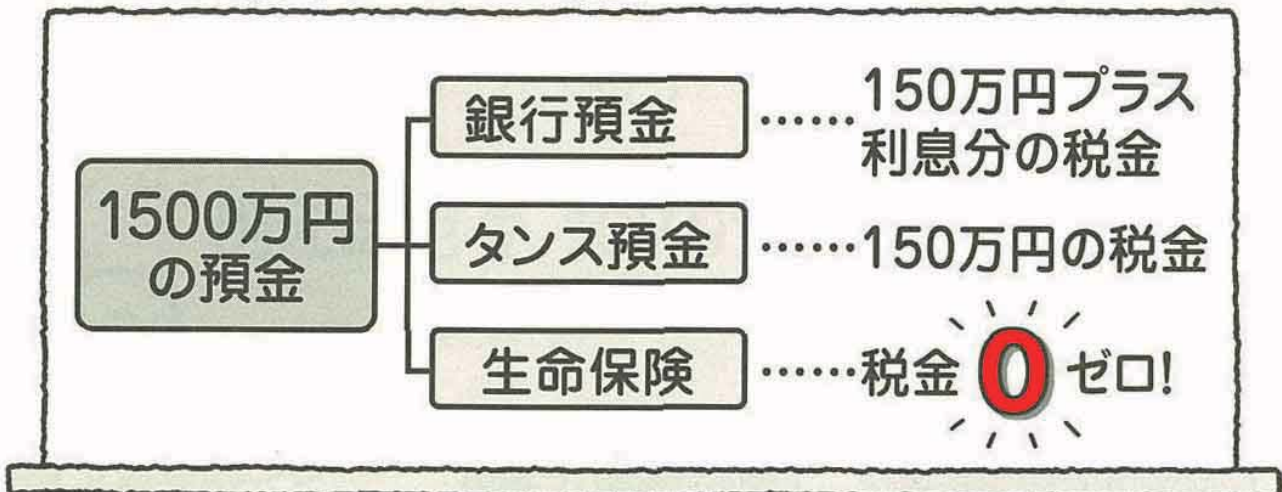 1500万円
の預金
銀行預金
……150万円プラス
利息分の税金
タンス預金
……150万円の税金
生命保険
……税金0ゼロ!